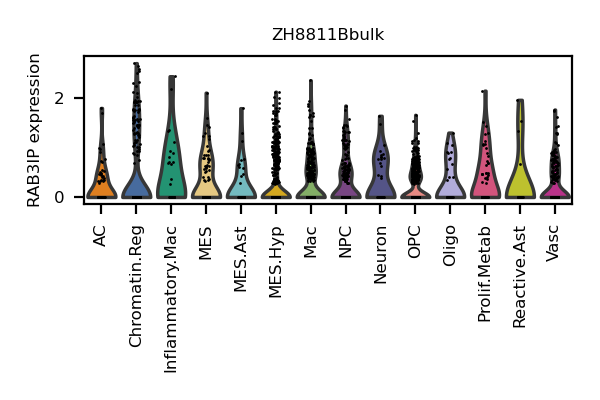 ZH8811Bbulk
RAB3IP expression
2
0
AC
Chromatin.Reg
Inflammatory.Mac
MES
MES.Ast
MES.Hyp
Mac
NPC
Neuron
OPC
Oligo
Prolif.Metab
Reactive.Ast
Vasc